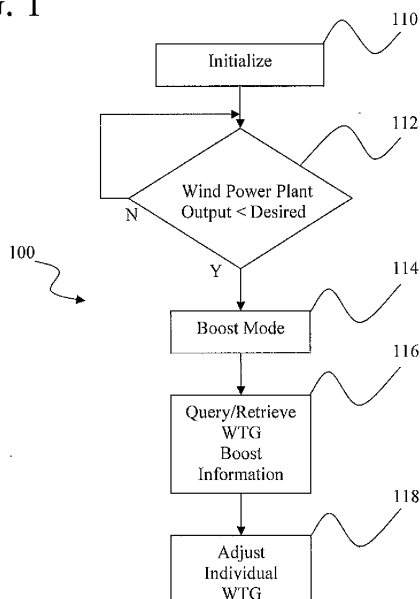 G. 1
110
Initialize
112
Wind Power Plant
Output < Desired
N
100
Y
114
Boost Mode
116
Query/Retrieve
WTG
Boost
Information
118
Adjust
Individual
WTG